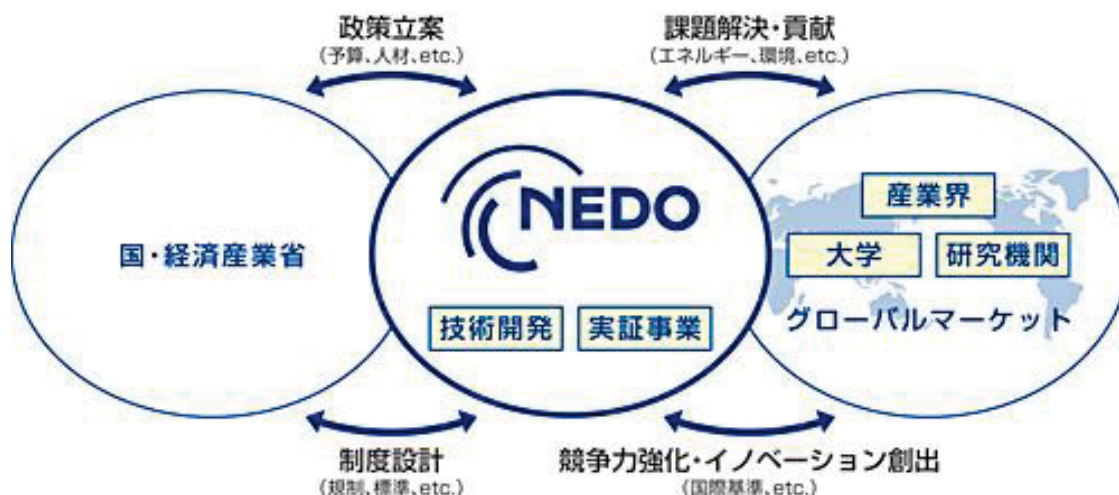 政策立案
(予算、人材、etc.)
課題解決・貢献
(エネルギー、環境、etc.)
国・経済産業省
NEDO
技術開発
実証事業
産業界
大学
研究機関
グローバルマーケット
制度設計
(規制、標準、etc.)
競争力強化・イノベーション創出
(国際基準、etc.)